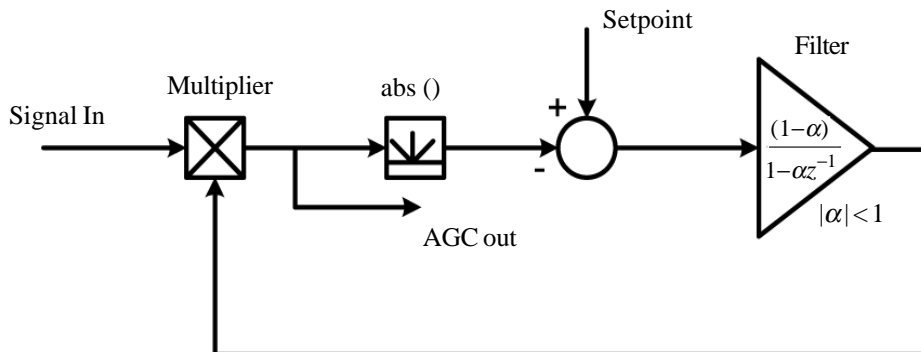 Setpoint
Filter
Multiplier
abs ()
Signal In
+
-
(1−α)
1−αz⁻¹
|α|<1
AGC out